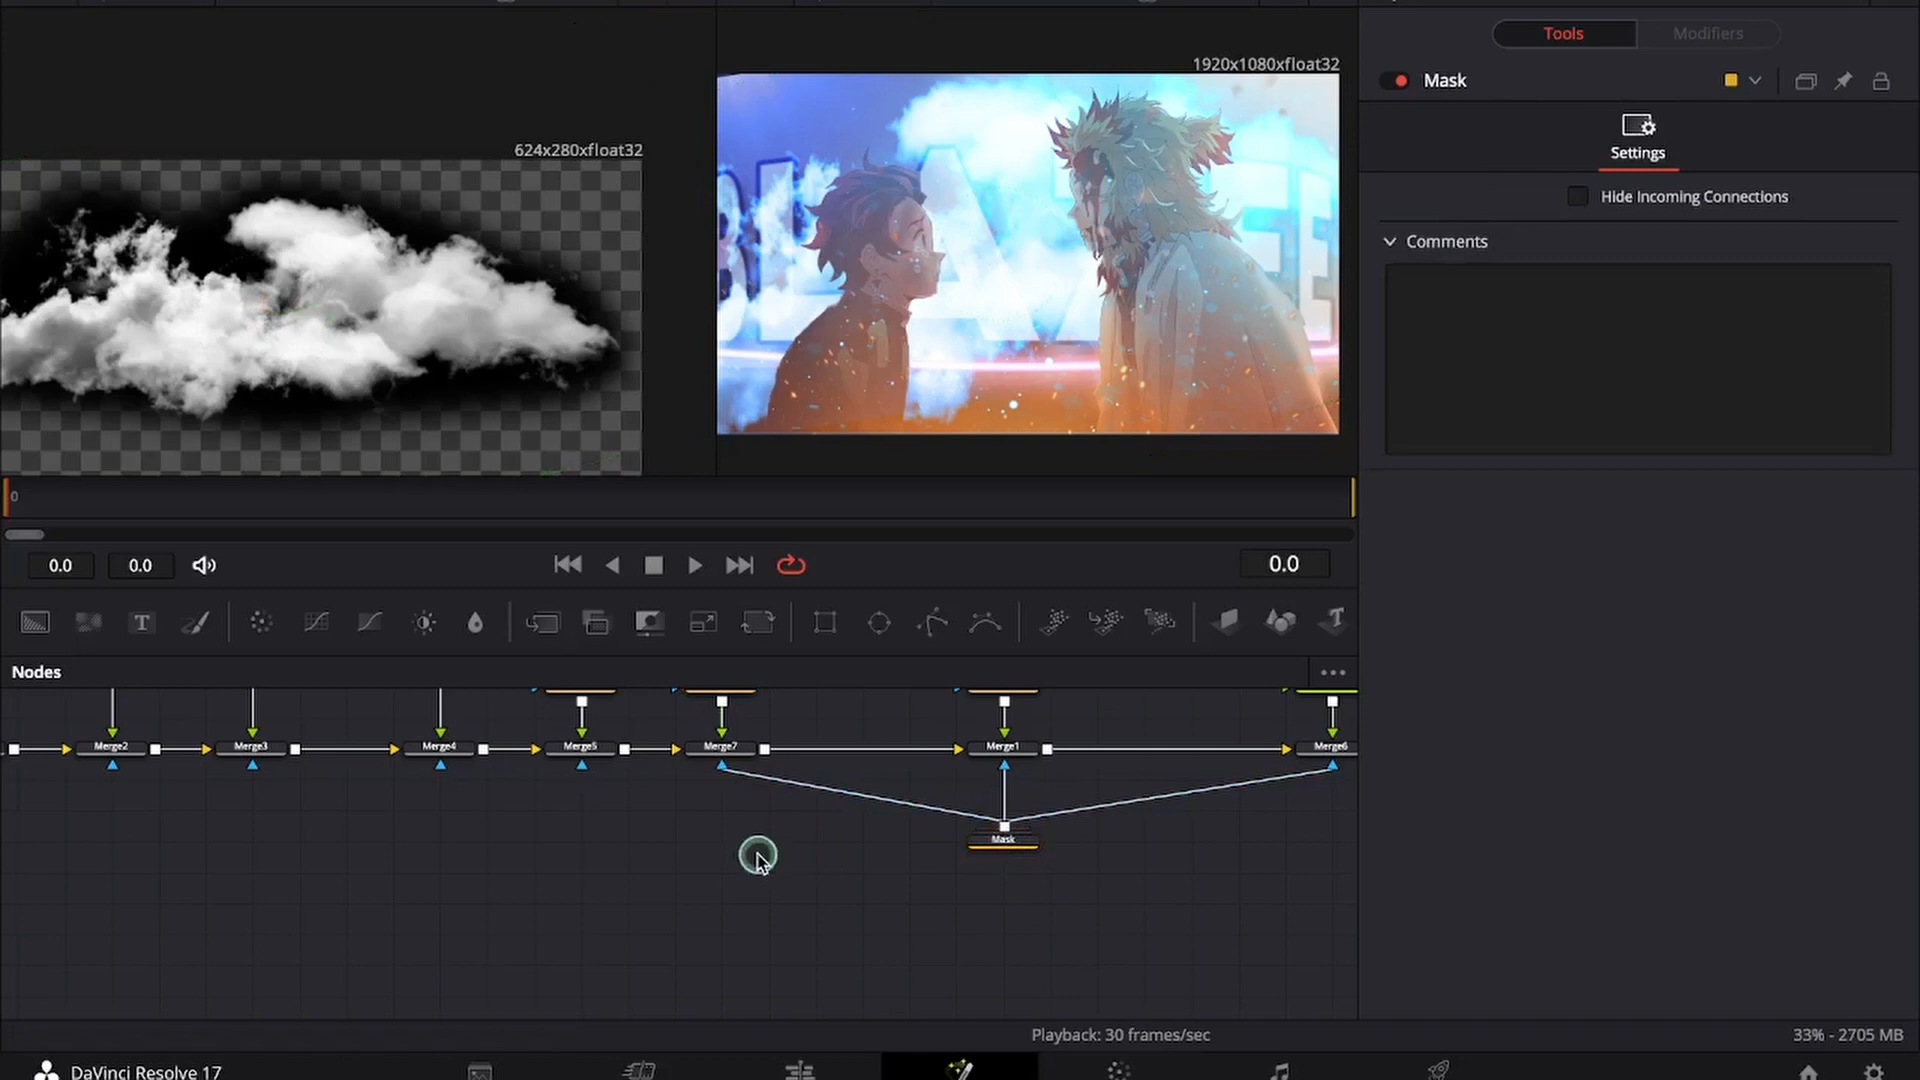 Tools
Modifiers
1920x1080xfloat32
Mask
624x280xfloat32
Settings
Hide Incoming Connections
Comments
0
0.0
0.0
0.0
T
Nodes
Merge2
Merge3
Merge4
Merge5
Merge7
Merge1
Merge6
Mask
Playback: 30 frames/sec
33% - 2705 MB
DaVinci Resolve 17